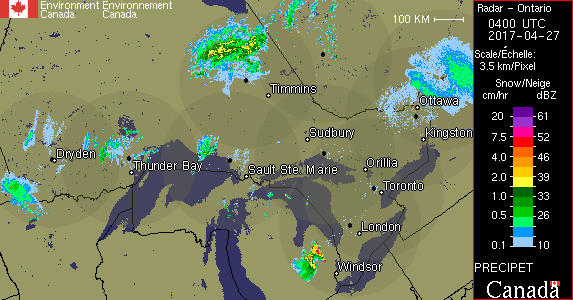 Environment Environnement
Canada Canada
100 KM
Radar - Ontario
0400 UTC
2017-04-27
Scale/Échelle:
3.5 km/Pixel
Snow/Neige
cm/hr dBZ
20 61
7.5 52
4.0 46
2.0 39
1.0 33
0.5 26
0.1 10
PRECIPET
Canada
Timmins
Ottawa
Sudbury
Kingston
Dryden
Thunder Bay
Sault Ste. Marie
Orillia
Toronto
London
Windsor